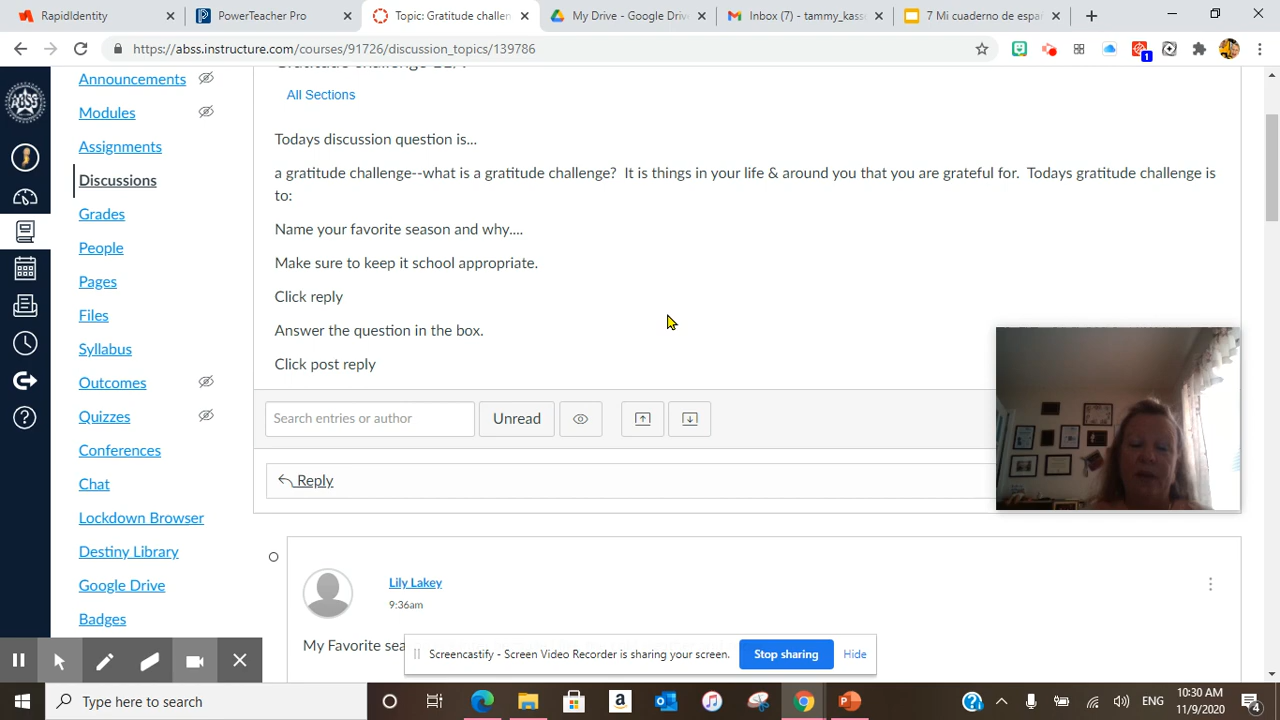 RapidIdentity
PowerTeacher Pro
Topic: Gratitude challen
My Drive - Google Drive
Inbox (7) - tammy_kass
7 Mi cuaderno de espa
https://abss.instructure.com/courses/91726/discussion_topics/139786
1
ABSS
Announcements
Modules
Assignments
Discussions
Grades
People
Pages
Files
Syllabus
Outcomes
Quizzes
Conferences
Chat
Lockdown Browser
Destiny Library
Google Drive
Badges
All Sections
Todays discussion question is...
a gratitude challenge--what is a gratitude challenge? It is things in your life & around you that you are grateful for. Todays gratitude challenge is
to:
Name your favorite season and why....
Make sure to keep it school appropriate.
Click reply
Answer the question in the box.
Click post reply
Search entries or author
Unread
Reply
Lily Lakey
9:36am
My Favorite sea
Screencastify - Screen Video Recorder is sharing your screen.
Stop sharing
Hide
Type here to search
ENG
10:30 AM
11/9/2020
4